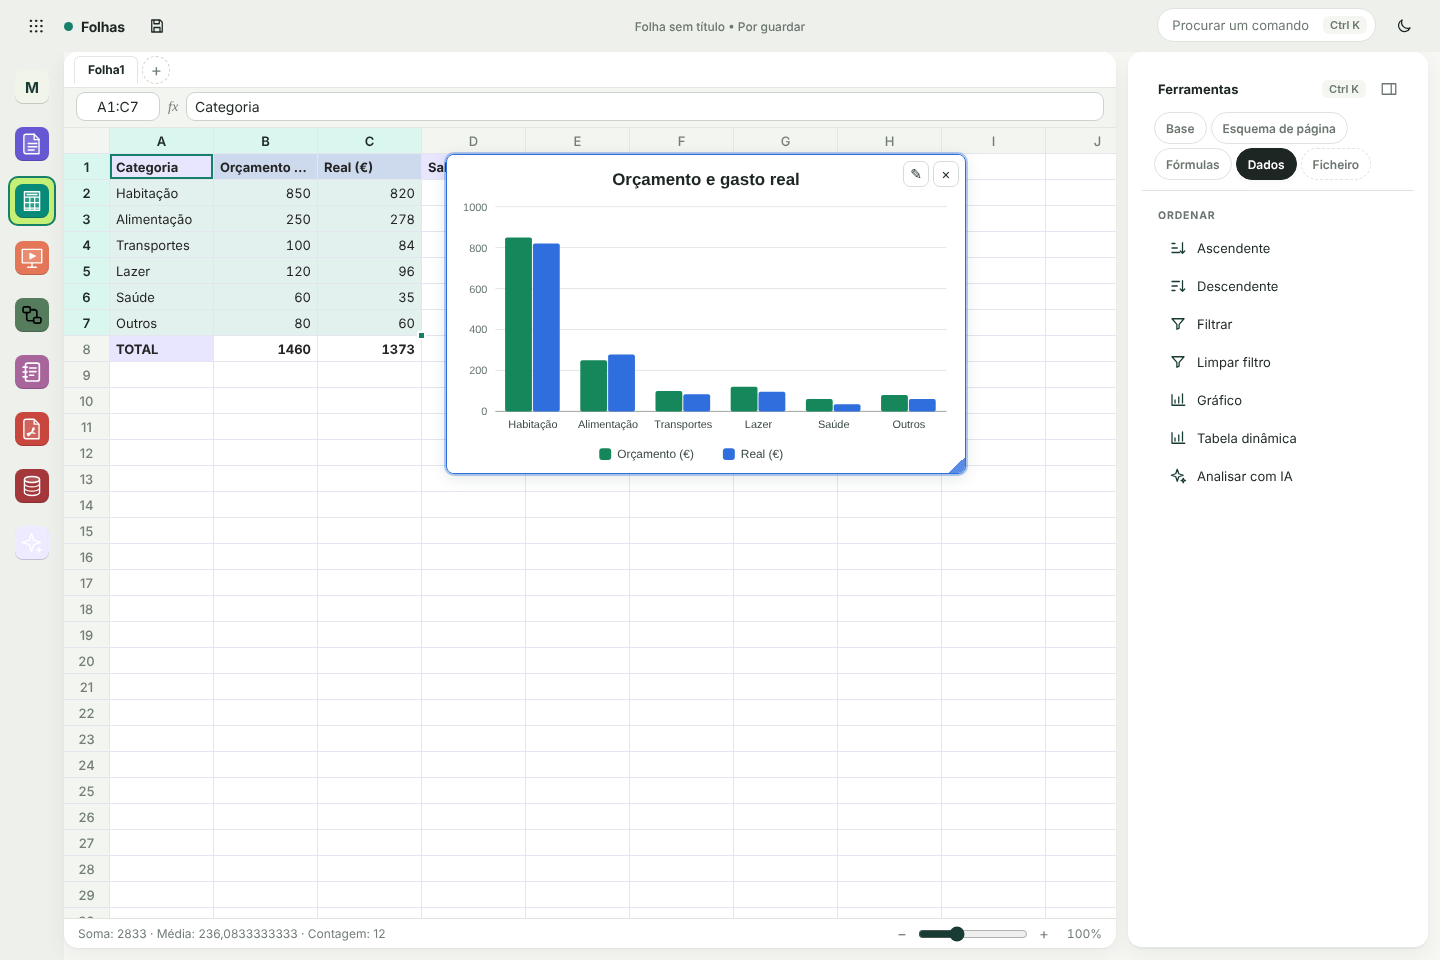 Folhas
Folha sem título • Por guardar
Procurar um comando Ctrl K
M
Folha1 +
A1:C7 fx Categoria
A B C D E F G H I J
1 Categoria Orçamento ... Real (€)
2 Habitação 850 820
3 Alimentação 250 278
4 Transportes 100 84
5 Lazer 120 96
6 Saúde 60 35
7 Outros 80 60
8 TOTAL 1460 1373
9
10
11
12
13
14
15
16
17
18
19
20
21
22
23
24
25
26
27
28
29
Orçamento e gasto real
1000
800
600
400
200
0
Habitação Alimentação Transportes Lazer Saúde Outros
Orçamento (€) Real (€)
Soma: 2833 · Média: 236,0833333333 · Contagem: 12
− + 100%
Ferramentas Ctrl K
Base Esquema de página
Fórmulas Dados Ficheiro
ORDENAR
Ascendente
Descendente
Filtrar
Limpar filtro
Gráfico
Tabela dinâmica
Analisar com IA